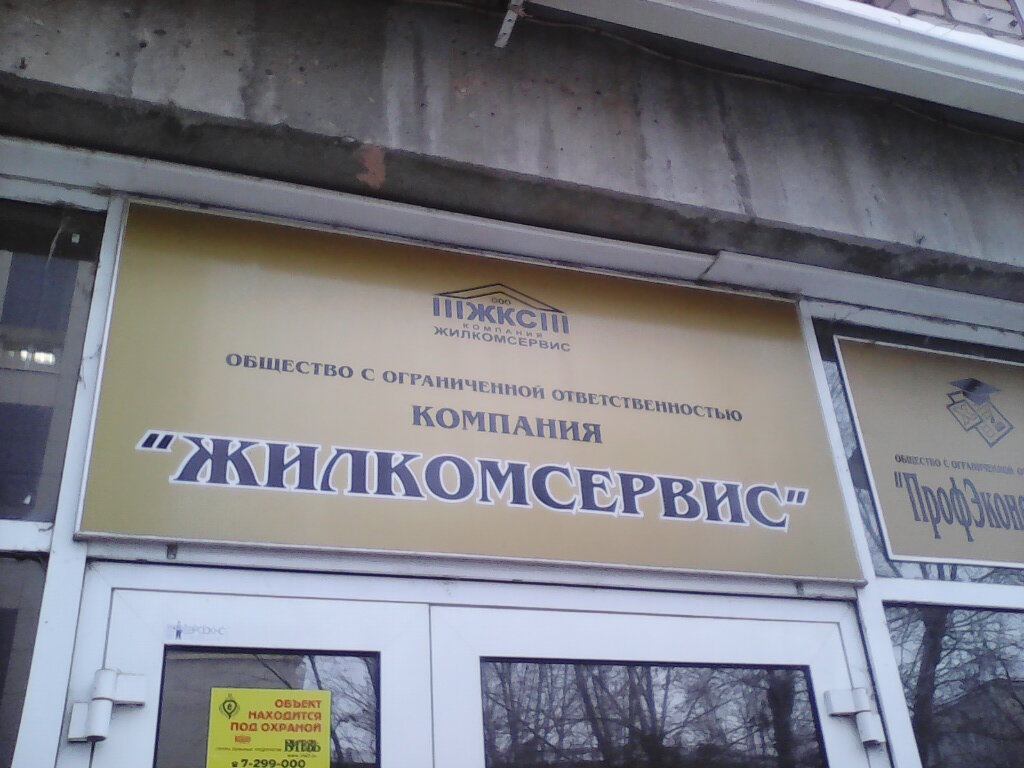 ООО
ЖКС
КОМПАНИЯ
ЖИЛКОМСЕРВИС
ОБЩЕСТВО С ОГРАНИЧЕННОЙ ОТВЕТСТВЕННОСТЬЮ
КОМПАНИЯ
"ЖИЛКОМСЕРВИС"
ОБЩЕСТВО С ОГРАНИЧЕННОЙ
"ПрофЭконо
ОБЪЕКТ
НАХОДИТСЯ
ПОД ОХРАНОЙ
7-299-000